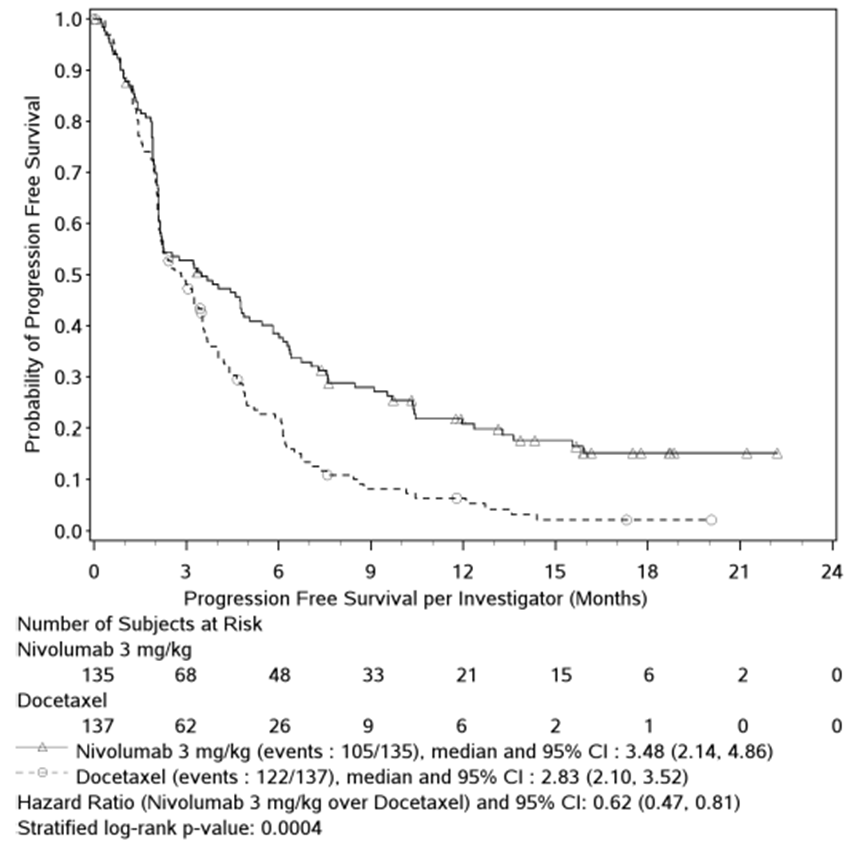 Probability of Progression Free Survival
1.0
0.9
0.8
0.7
0.6
0.5
0.4
0.3
0.2
0.1
0.0
0 3 6 9 12 15 18 21 24
Progression Free Survival per Investigator (Months)
Number of Subjects at Risk
Nivolumab 3 mg/kg
135 68 48 33 21 15 6 2 0
Docetaxel
137 62 26 9 6 2 1 0 0
Nivolumab 3 mg/kg (events : 105/135), median and 95% CI : 3.48 (2.14, 4.86)
Docetaxel (events : 122/137), median and 95% CI : 2.83 (2.10, 3.52)
Hazard Ratio (Nivolumab 3 mg/kg over Docetaxel) and 95% CI: 0.62 (0.47, 0.81)
Stratified log-rank p-value: 0.0004